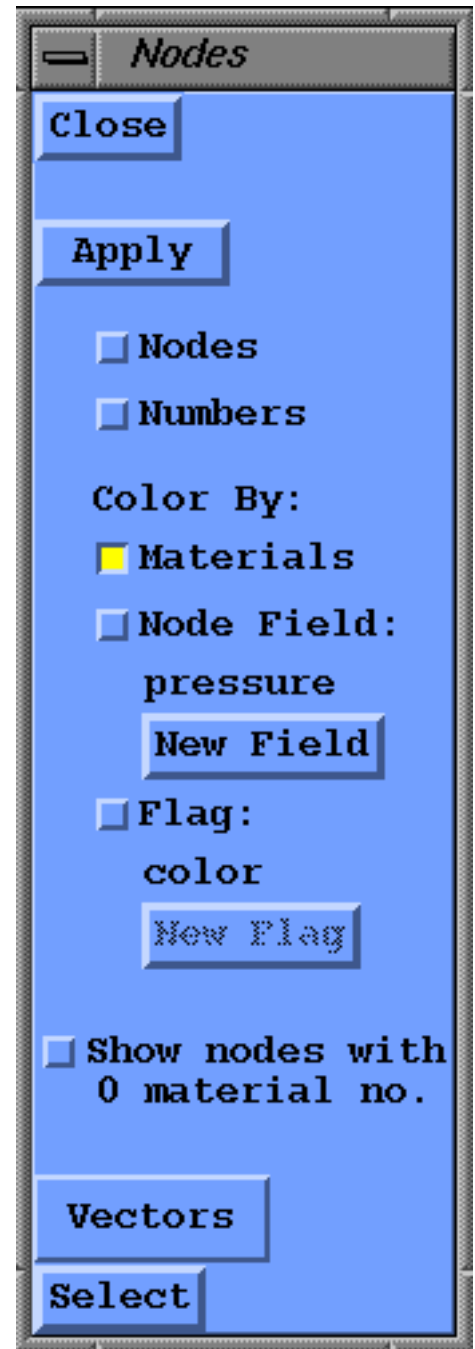 Nodes
Close
Apply
Nodes
Numbers
Color By:
Materials
Node Field:
pressure
New Field
Flag:
color
New Flag
Show nodes with
0 material no.
Vectors
Select